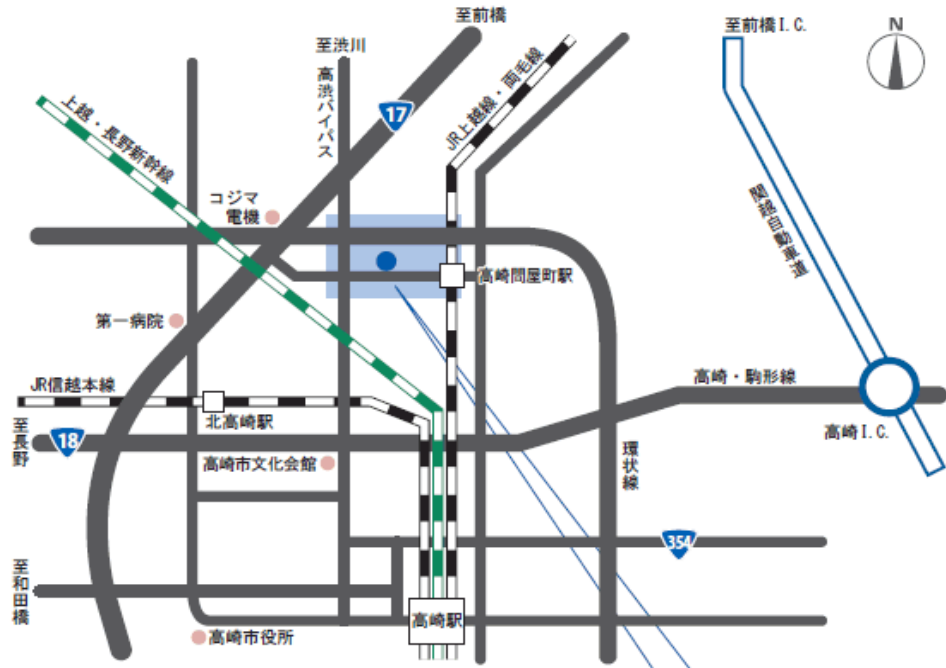 至前橋
至前橋I.C.
N
至渋川
高渋バイパス
17
JR上越線・両毛線
上越・長野新幹線
コジマ
電機
関越自動車道
高崎問屋町駅
第一病院
JR信越本線
高崎・駒形線
北高崎駅
至長野
18
高崎I.C.
高崎市文化会館
環状線
354
至和田橋
高崎駅
高崎市役所